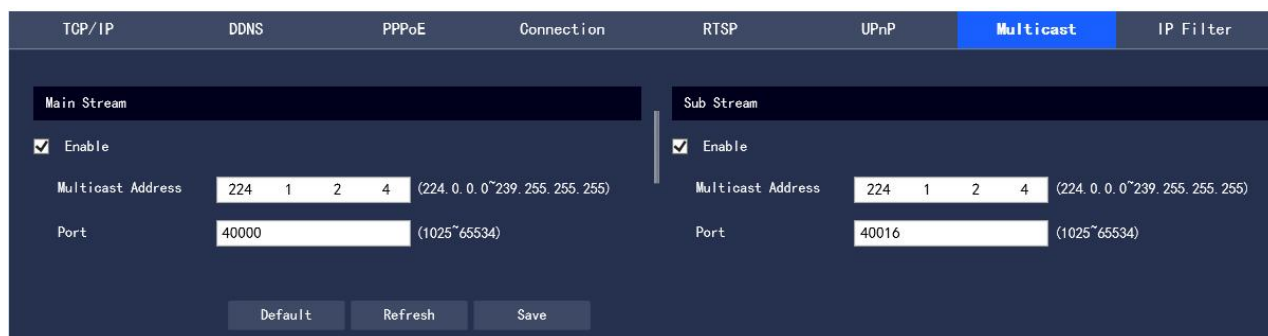 TCP/IP DDNS PPPoE Connection RTSP UPnP Multicast IP Filter
Main Stream
Enable
Multicast Address 224 1 2 4 (224.0.0.0~239.255.255.255)
Port 40000 (1025~65534)
Sub Stream
Enable
Multicast Address 224 1 2 4 (224.0.0.0~239.255.255.255)
Port 40016 (1025~65534)
Default Refresh Save